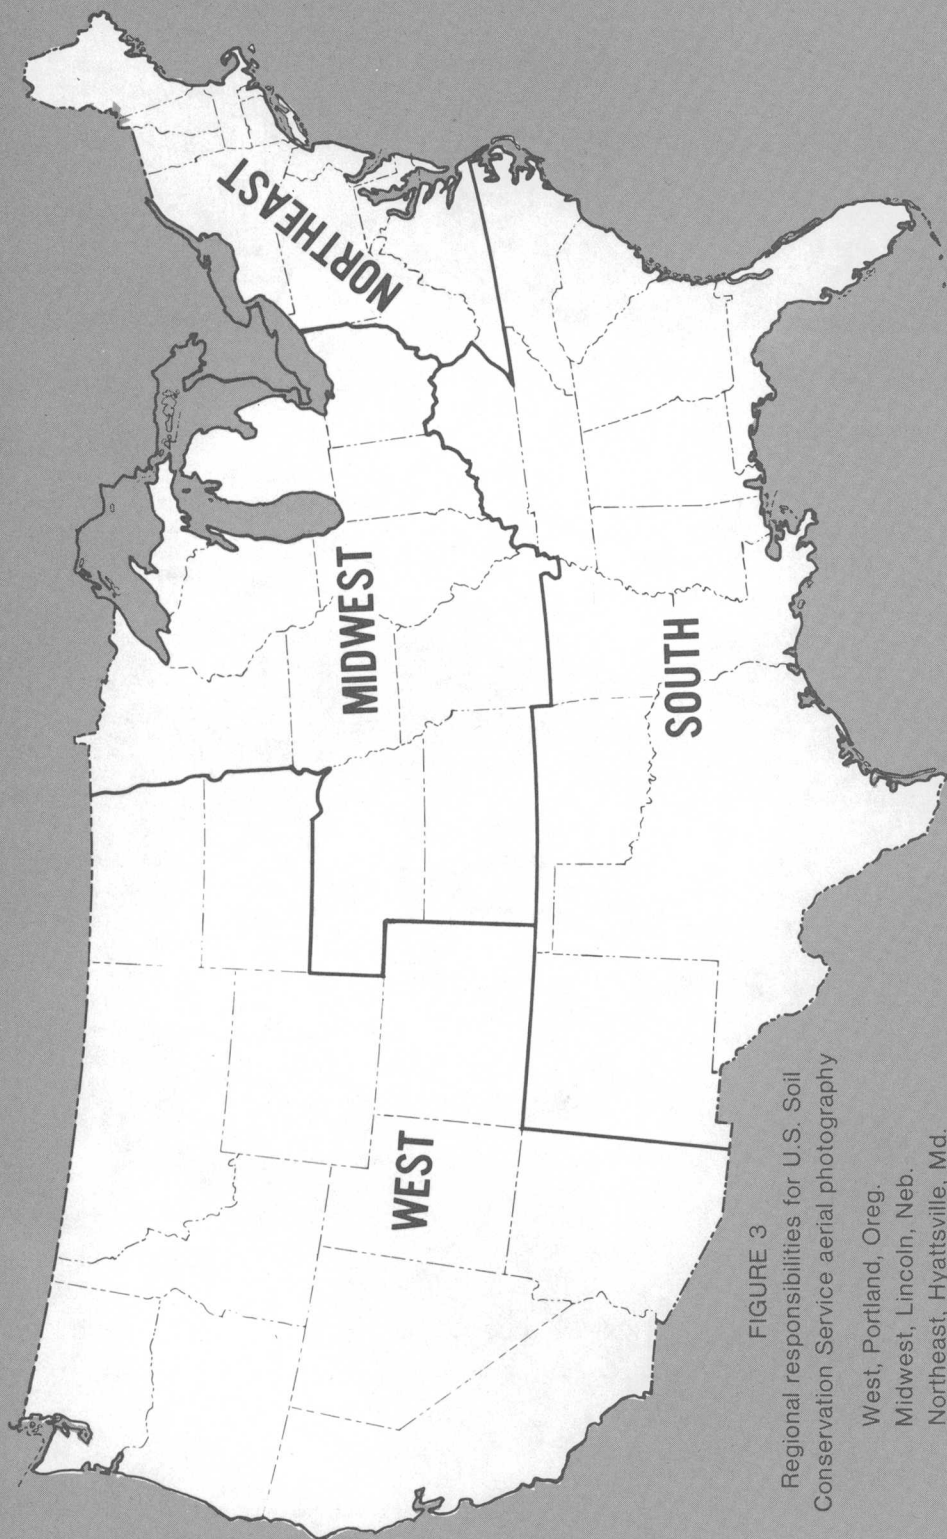 NORTHEAST
MIDWEST
WEST
SOUTH
FIGURE 3
Regional responsibilities for U.S. Soil
Conservation Service aerial photography
West, Portland, Oreg.
Midwest, Lincoln, Neb.
Northeast, Hyattsville, Md.